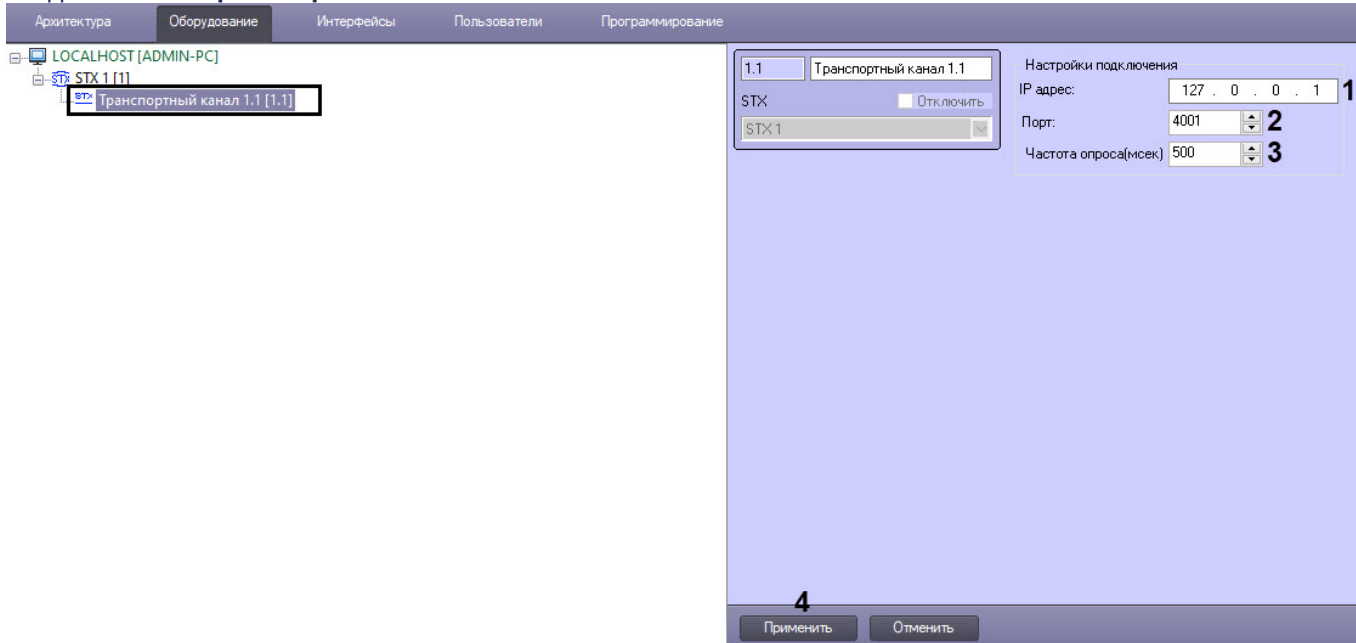 Архитектура Оборудование Интерфейсы Пользователи Программирование
LOCALHOST [ADMIN-PC]
STX 1 [1]
STX Транспортный канал 1.1 [1.1]
1.1 Транспортный канал 1.1
STX Отключить
STX 1
Настройки подключения
IP адрес: 127 . 0 . 0 . 1 1
Порт: 4001 2
Частота опроса(мсек) 500 3
4
Применить Отменить